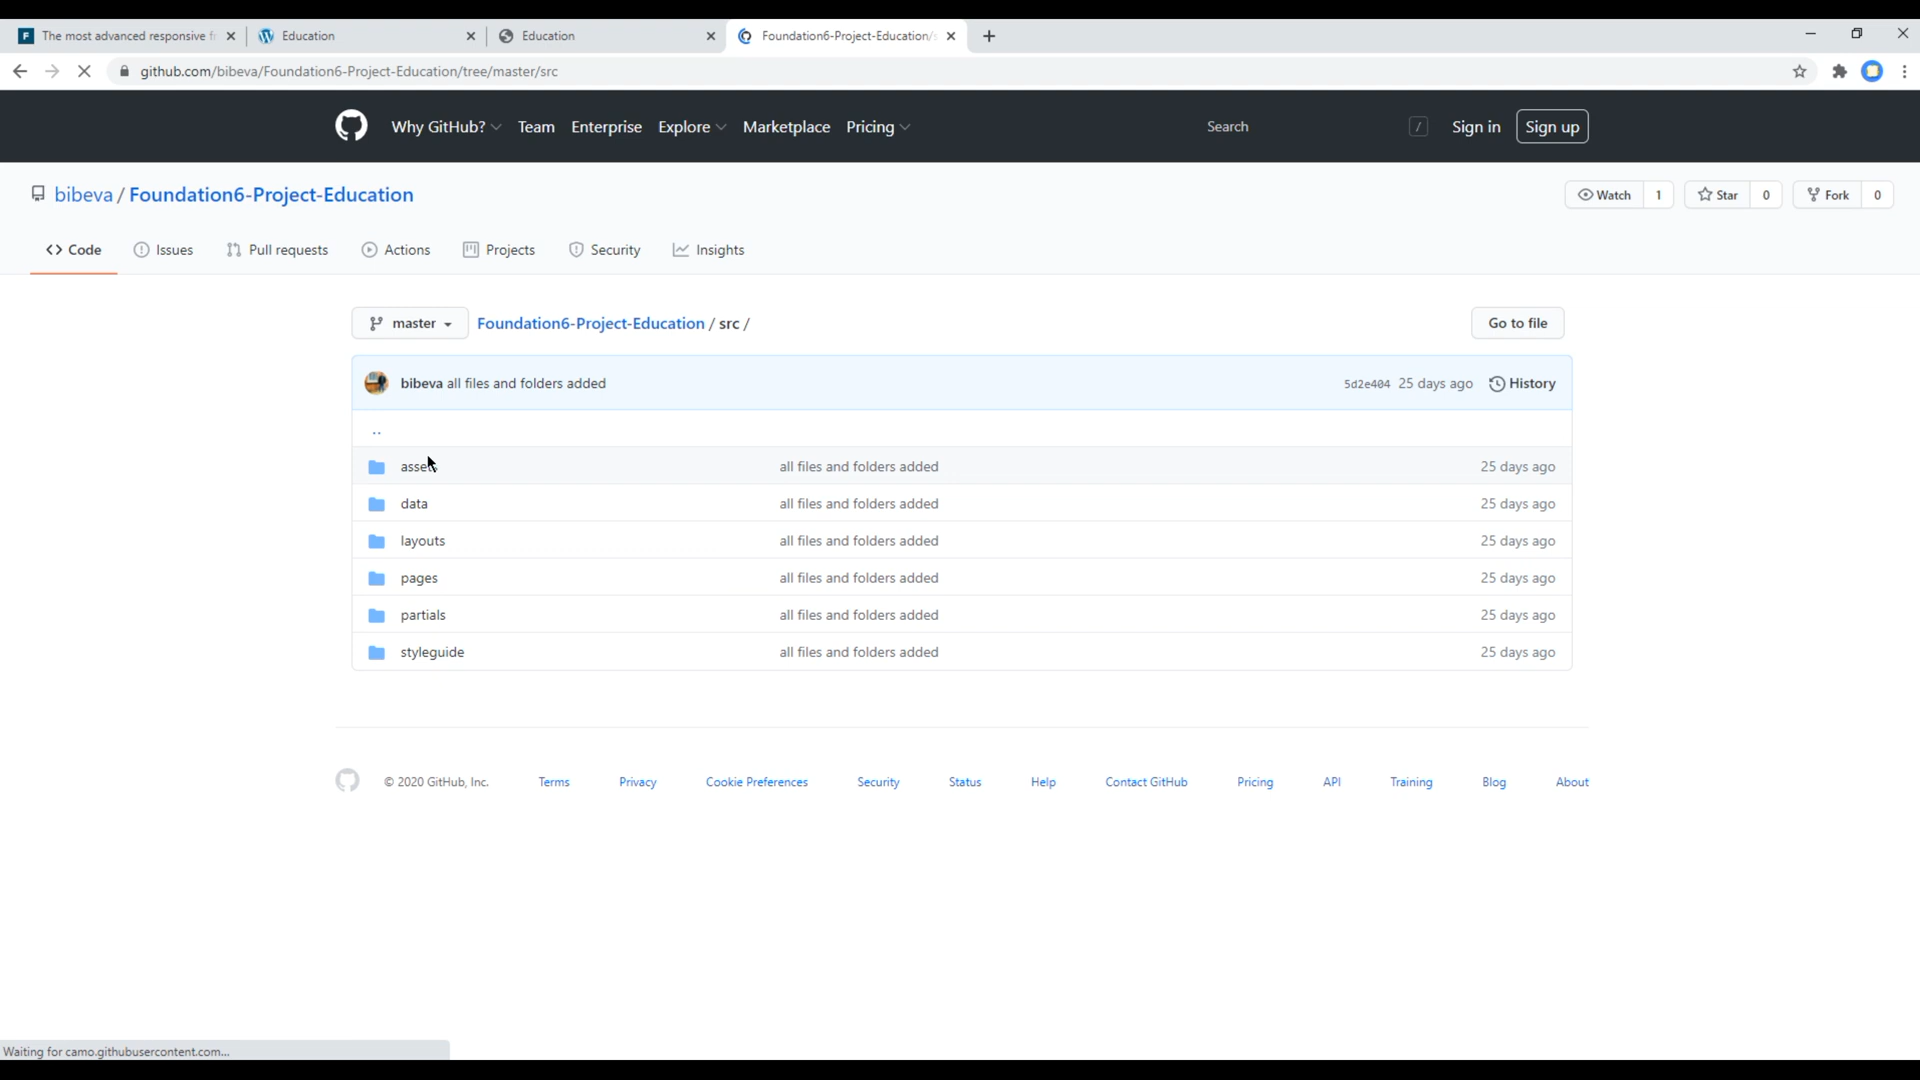 F The most advanced responsive f
Education
Education
Foundation6-Project-Education/s
github.com/bibeva/Foundation6-Project-Education/tree/master/src
Why GitHub? Team Enterprise Explore Marketplace Pricing Search / Sign in Sign up
bibeva / Foundation6-Project-Education Watch 1 Star 0 Fork 0
Code Issues Pull requests Actions Projects Security Insights
master Foundation6-Project-Education / src / Go to file
bibeva all files and folders added 5d2e404 25 days ago History
..
assets all files and folders added 25 days ago
data all files and folders added 25 days ago
layouts all files and folders added 25 days ago
pages all files and folders added 25 days ago
partials all files and folders added 25 days ago
styleguide all files and folders added 25 days ago
© 2020 GitHub, Inc. Terms Privacy Cookie Preferences Security Status Help Contact GitHub Pricing API Training Blog About
Waiting for camo.githubusercontent.com...